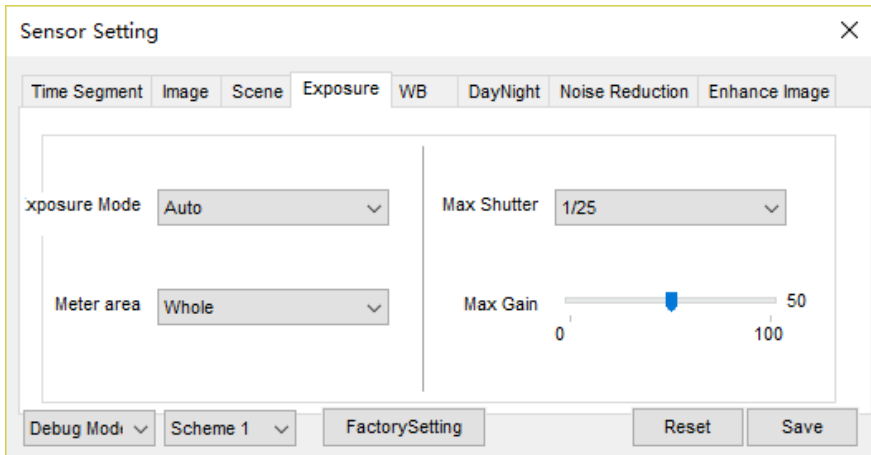 Sensor Setting
Time Segment Image Scene Exposure WB DayNight Noise Reduction Enhance Image
xposure Mode Auto Max Shutter 1/25
Meter area Whole Max Gain 50
0 100
Debug Mod Scheme 1 FactorySetting Reset Save